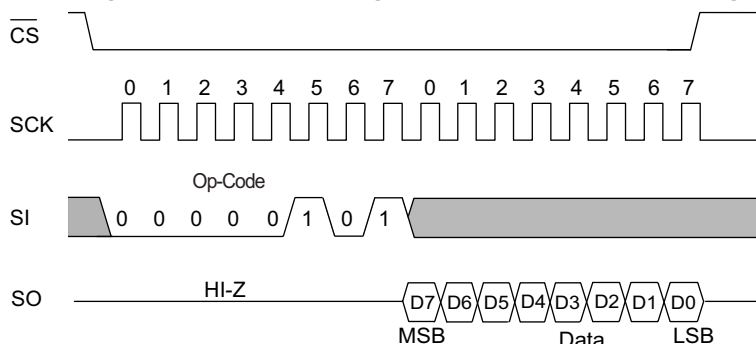 CS
0 1 2 3 4 5 6 7 0 1 2 3 4 5 6 7
SCK
Op-Code
SI 0 0 0 0 0 1 0 1
HI-Z
SO D7 D6 D5 D4 D3 D2 D1 D0
MSB Data LSB